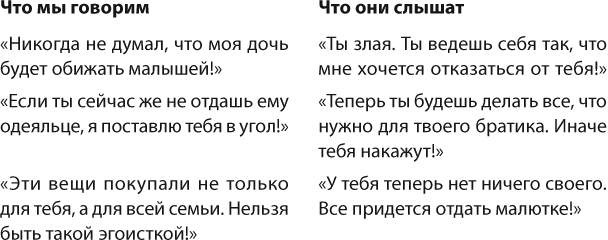 Что мы говорим
Что они слышат
«Никогда не думал, что моя дочь
будет обижать малышей!»
«Ты злая. Ты ведешь себя так, что
мне хочется отказаться от тебя!»
«Если ты сейчас же не отдашь ему
одеяльце, я поставлю тебя в угол!»
«Теперь ты будешь делать все, что
нужно для твоего братика. Иначе
тебя накажут!»
«Эти вещи покупали не только
для тебя, а для всей семьи. Нельзя
быть такой эгоисткой!»
«У тебя теперь нет ничего своего.
Все придется отдать малютке!»